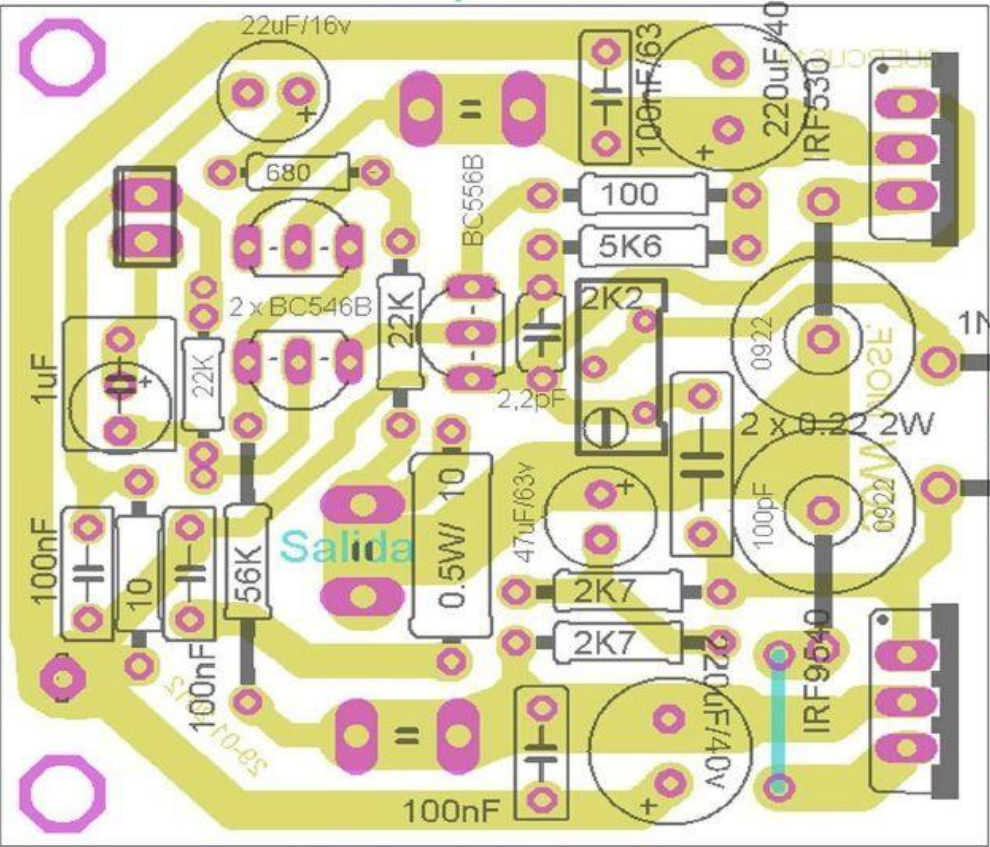 22uF/16v
100nF/63
220uF/40
IRF530
680
BC556B
100
5K6
2 x BC546B
22K
2K2
1uF
22K
2,2pF
0922
1N
2 x 0.22 2W
47uF/63v
100pF
0922
100nF
10
56K
Salida
0.5W/ 10
2K7
2K7
100nF
220uF/40v
IRF9540
100nF